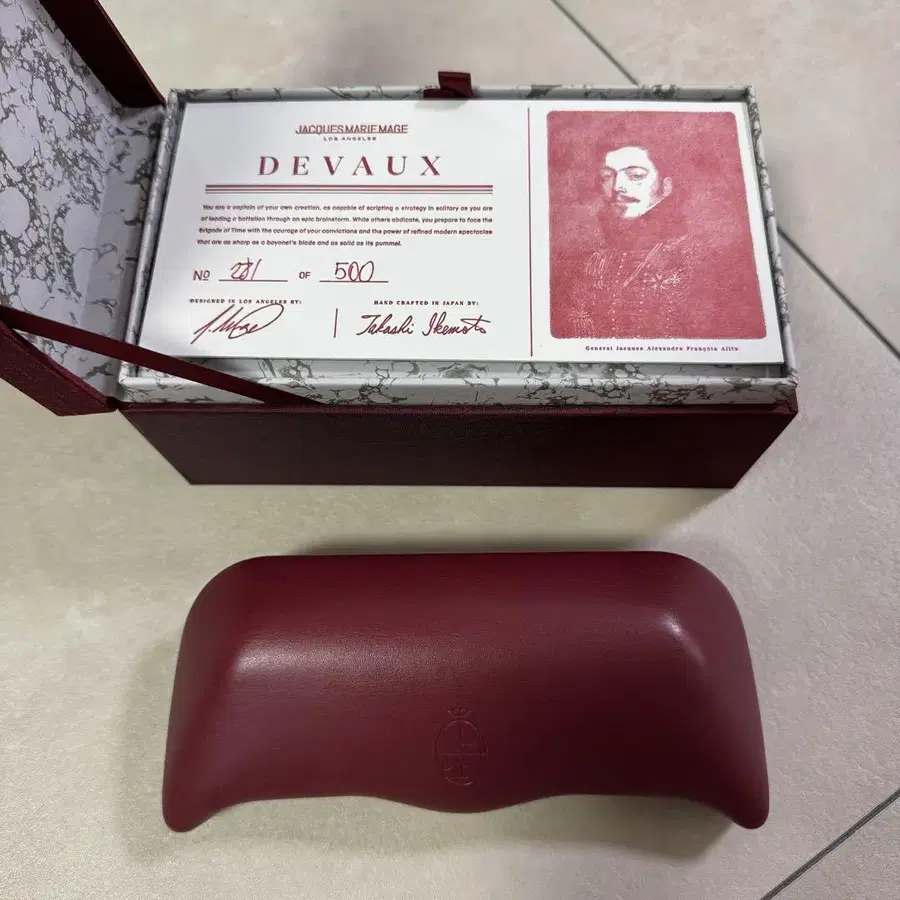 JACQUES MARIE MAGE
LOS ANGELES
DEVAUX
You are a captain of your own creation, as capable of scripting a strategy in solitary as you are
of leading a battalion through an epic brainstorm. While others abdicate, you prepare to face the
Brigade of Time with the courage of your convictions and the power of refined modern spectacles
that are as sharp as a bayonet's blade and as solid as its pummel.
No OF 500
DESIGNED IN LOS ANGELES BY:
HAND CRAFTED IN JAPAN BY:
Takashi Ikemoto
General Jacques Alexandre François Allix